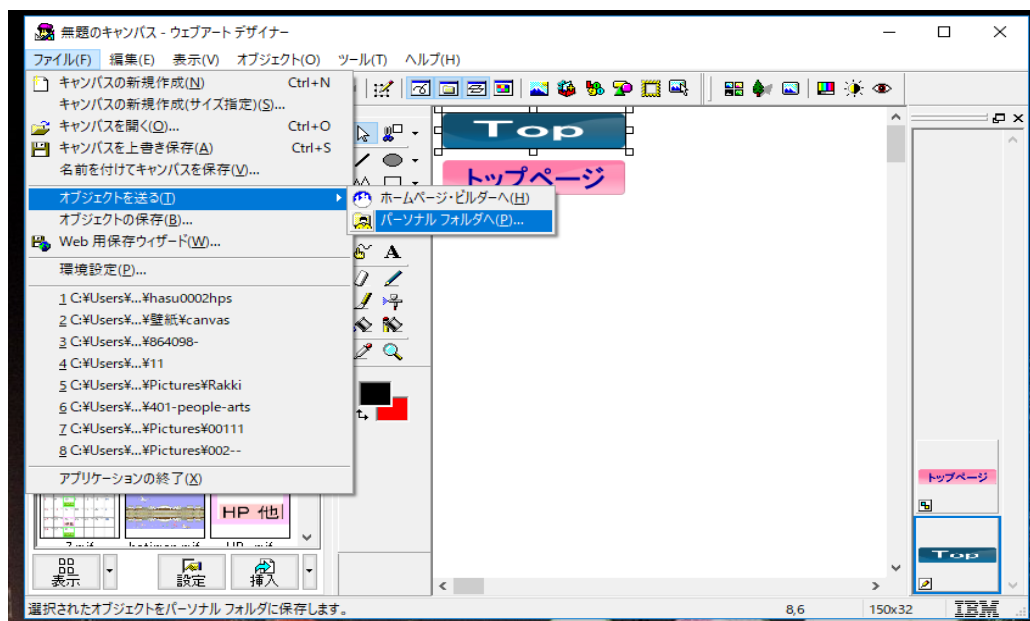 無題のキャンバス - ウェブアート デザイナー
ファイル(F) 編集(E) 表示(V) オブジェクト(O) ツール(T) ヘルプ(H)
キャンバスの新規作成(N) Ctrl+N
キャンバスの新規作成(サイズ指定)(S)...
キャンバスを開く(O)... Ctrl+O
キャンバスを上書き保存(A) Ctrl+S
名前を付けてキャンバスを保存(V)...
オブジェクトを送る(T)
オブジェクトの保存(B)...
Web 用保存ウィザード(W)...
環境設定(P)...
1 C:¥Users¥...¥hasu0002hps
2 C:¥Users¥...¥壁紙¥canvas
3 C:¥Users¥...¥864098-
4 C:¥Users¥...¥11
5 C:¥Users¥...¥Pictures¥Rakki
6 C:¥Users¥...¥401-people-arts
7 C:¥Users¥...¥Pictures¥00111
8 C:¥Users¥...¥Pictures¥002--
アプリケーションの終了(X)
ホームページ・ビルダーへ(H)
パーソナル フォルダへ(P)...
Top
トップページ
A
HP 他
表示
設定
挿入
トップページ
Top
選択されたオブジェクトをパーソナル フォルダに保存します。
8,6
150x32
IBM